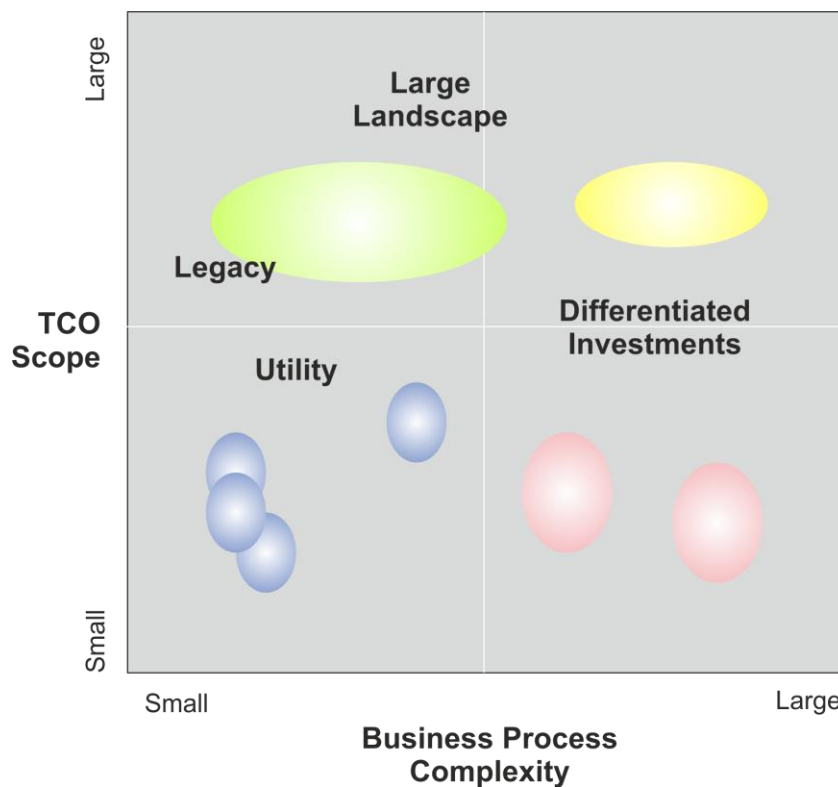 Large
Large
Landscape
Legacy
TCO
Scope
Differentiated
Investments
Utility
Small
Small
Large
Business Process
Complexity